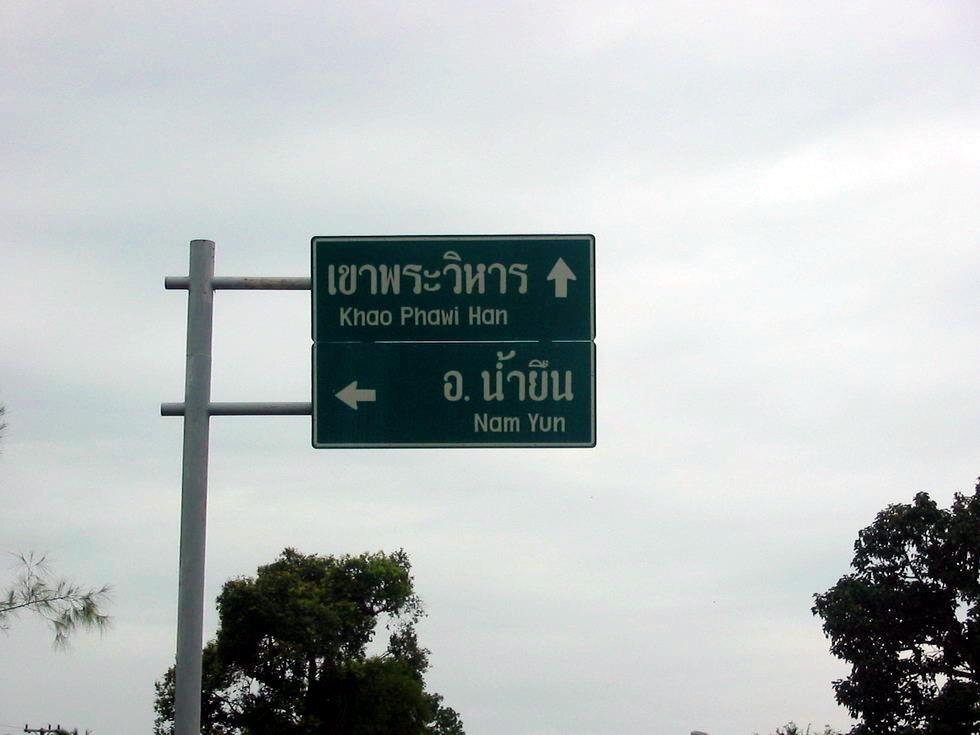 เขาพระวิหาร
Khao Phawi Han
อ. น้ำยืน
Nam Yun